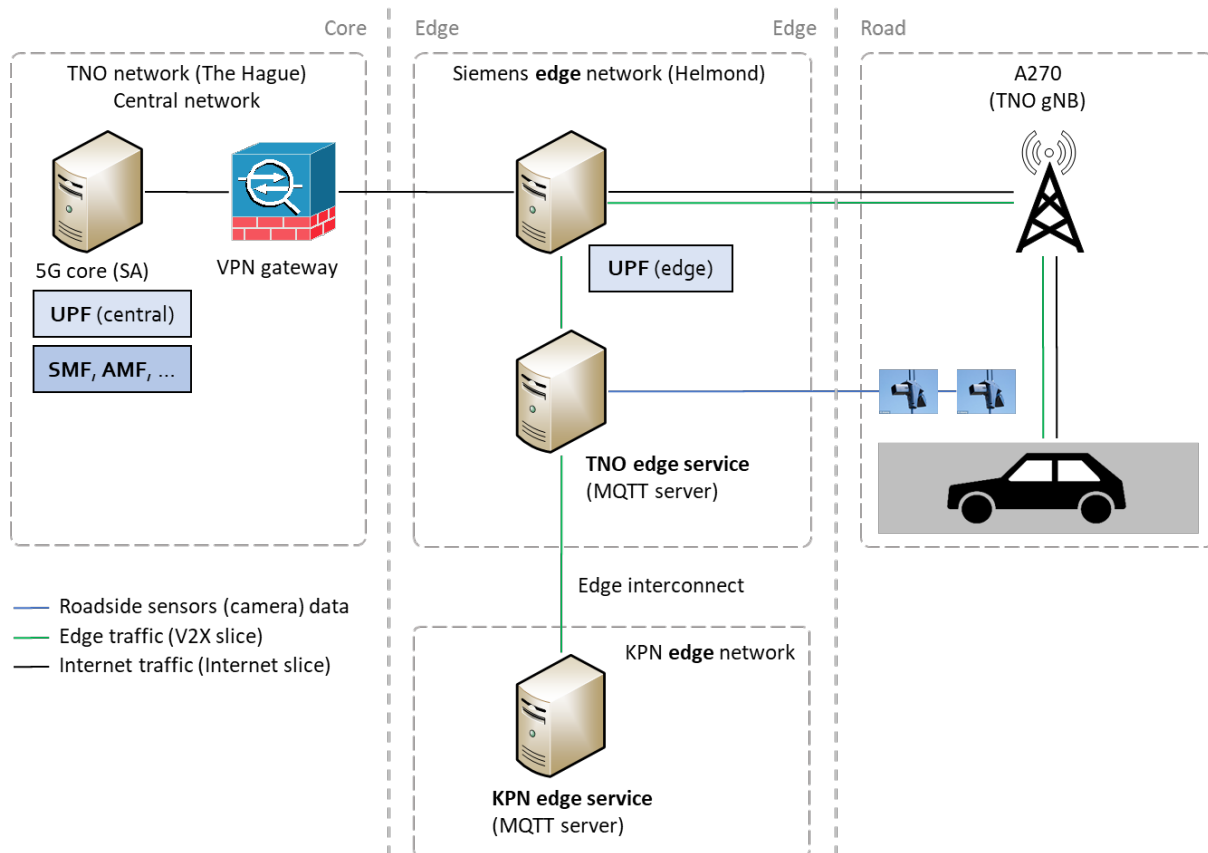 Core
Edge
Edge
Road
TNO network (The Hague)
Central network
5G core (SA)
VPN gateway
UPF (central)
SMF, AMF, ...
Siemens edge network (Helmond)
UPF (edge)
TNO edge service
(MQTT server)
A270
(TNO gNB)
Edge interconnect
KPN edge network
KPN edge service
(MQTT server)
Roadside sensors (camera) data
Edge traffic (V2X slice)
Internet traffic (Internet slice)